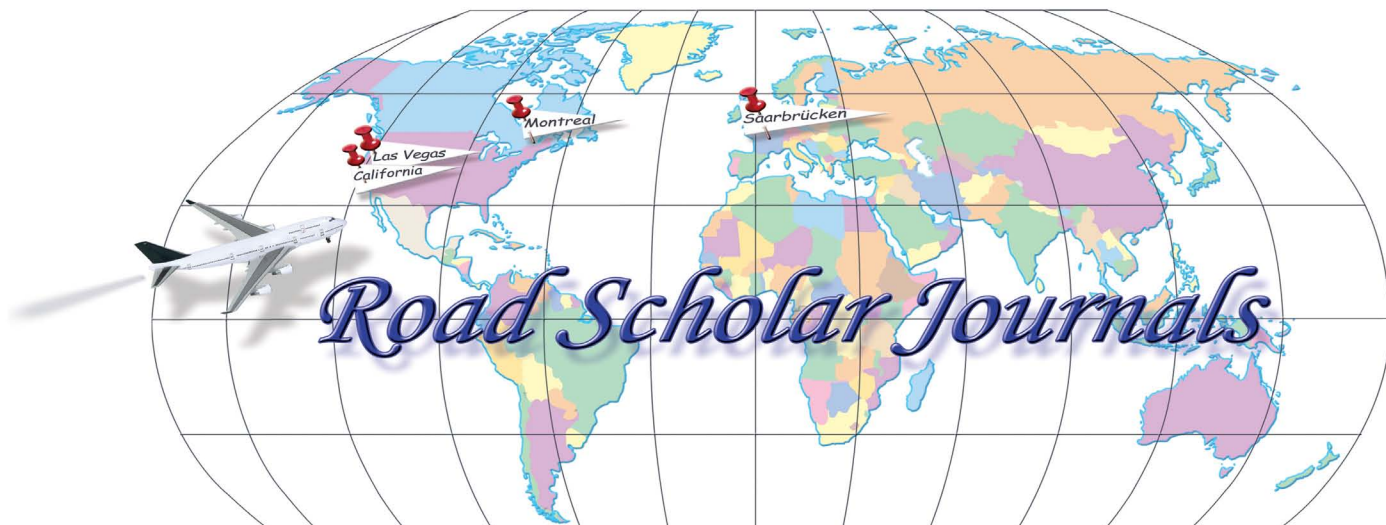 Montreal
Saarbrücken
Las Vegas
California
Road Scholar Journals